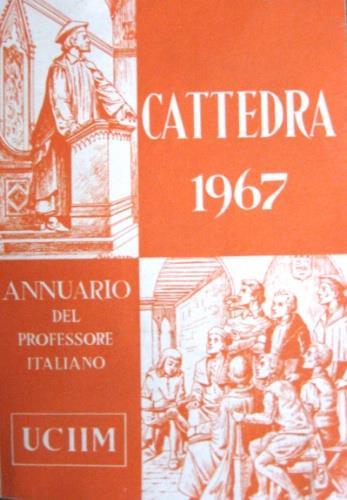 CATTEDRA
1967
ANNUARIO
DEL
PROFESSORE
ITALIANO
UCIIM